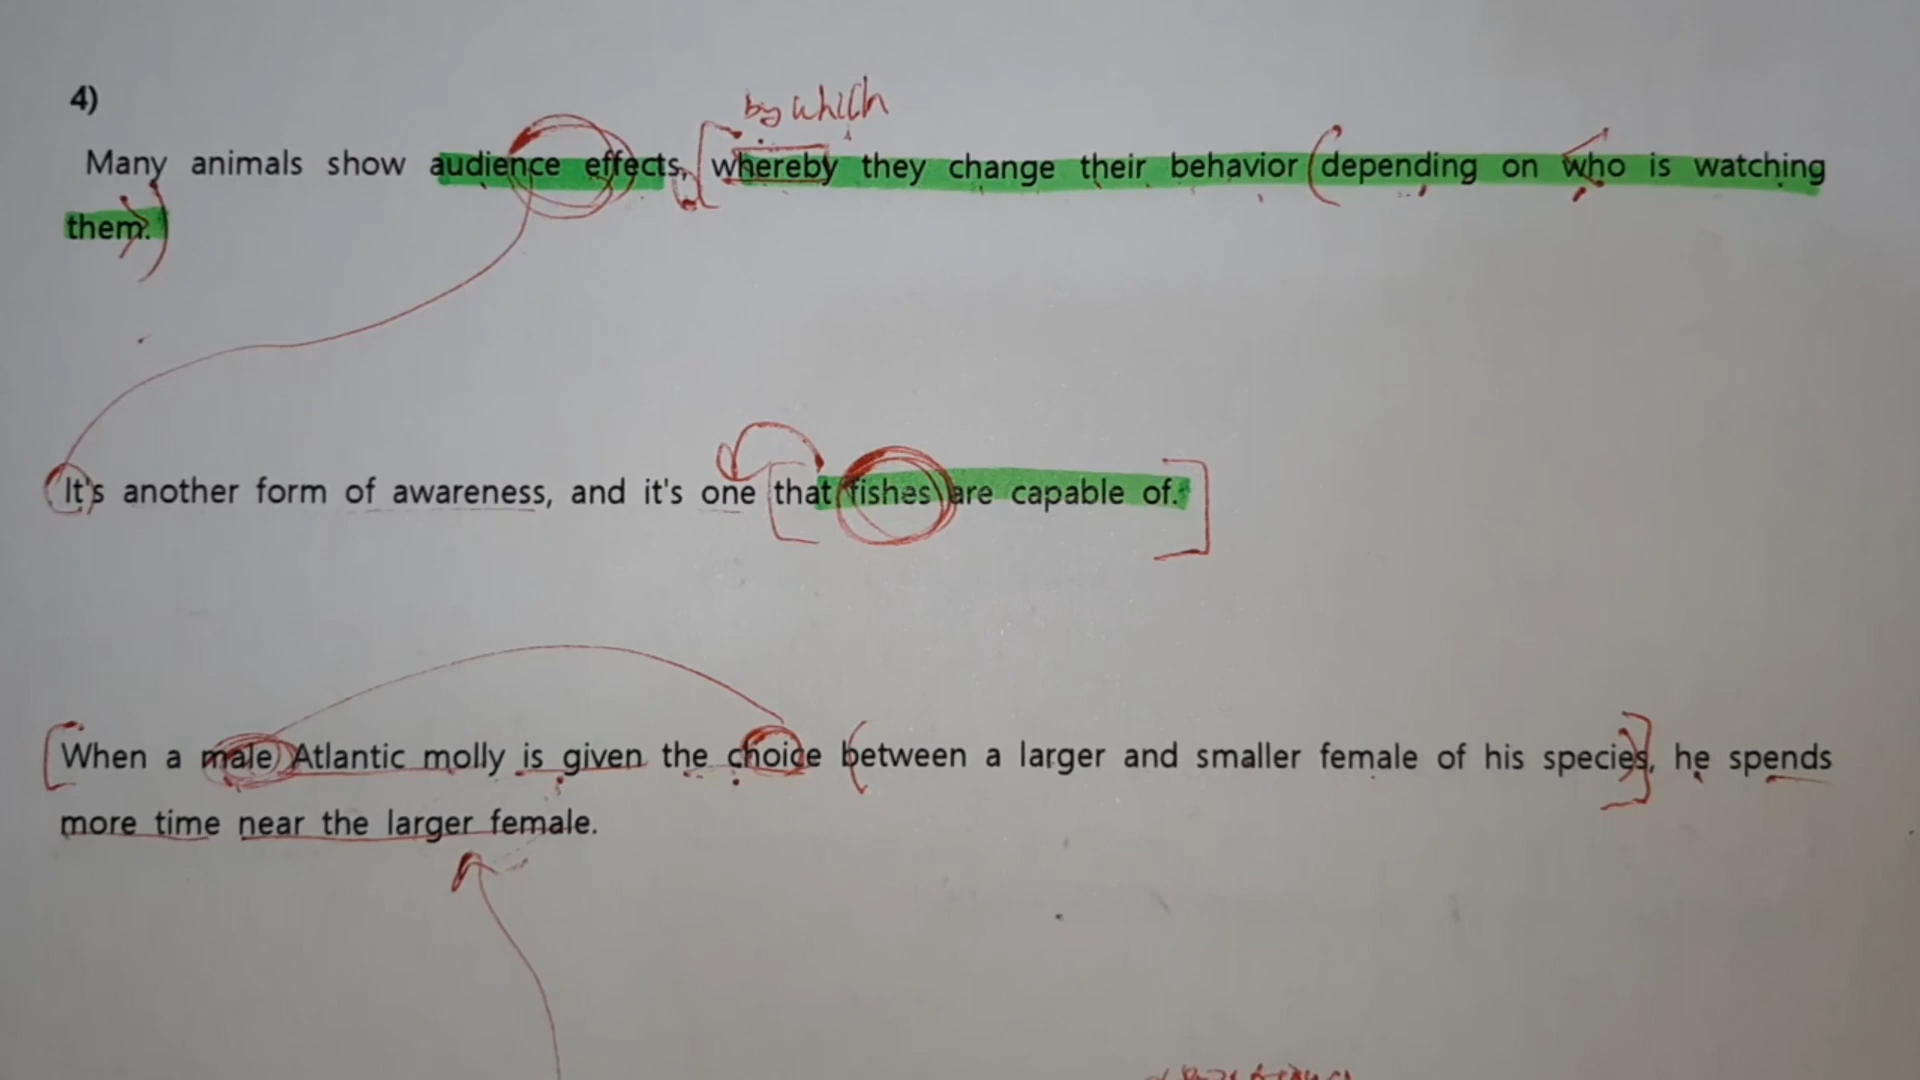 4)
by which
Many animals show audience effects, whereby they change their behavior depending on who is watching
them.
It's another form of awareness, and it's one that fishes are capable of.
When a male Atlantic molly is given the choice between a larger and smaller female of his species, he spends
more time near the larger female.